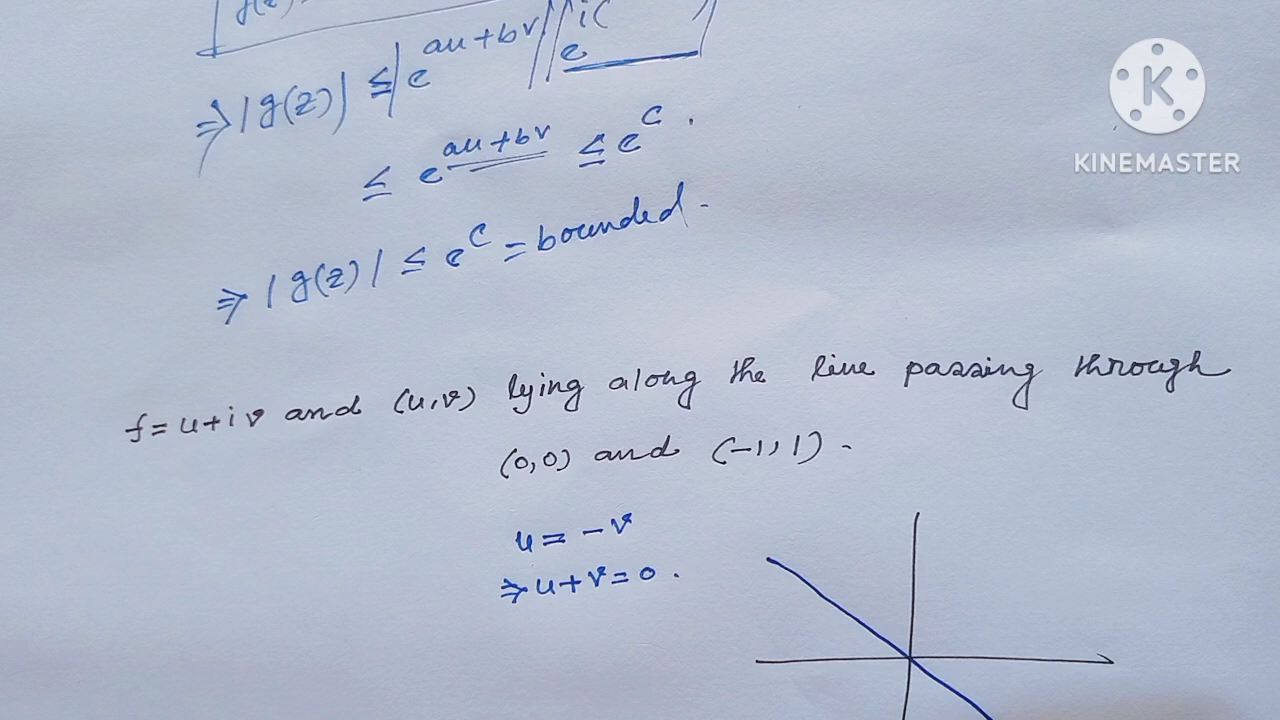 ⇒ |g(z)| ≤ |e^{au+bv}| |e^{ic}|
≤ e^{au+bv} ≤ e^c.
⇒ |g(z)| ≤ e^c = bounded.
f = u+iv and (u,v) lying along the line passing through
(0,0) and (-1,1).
u = -v
⇒ u+v=0.
K
KINEMASTER